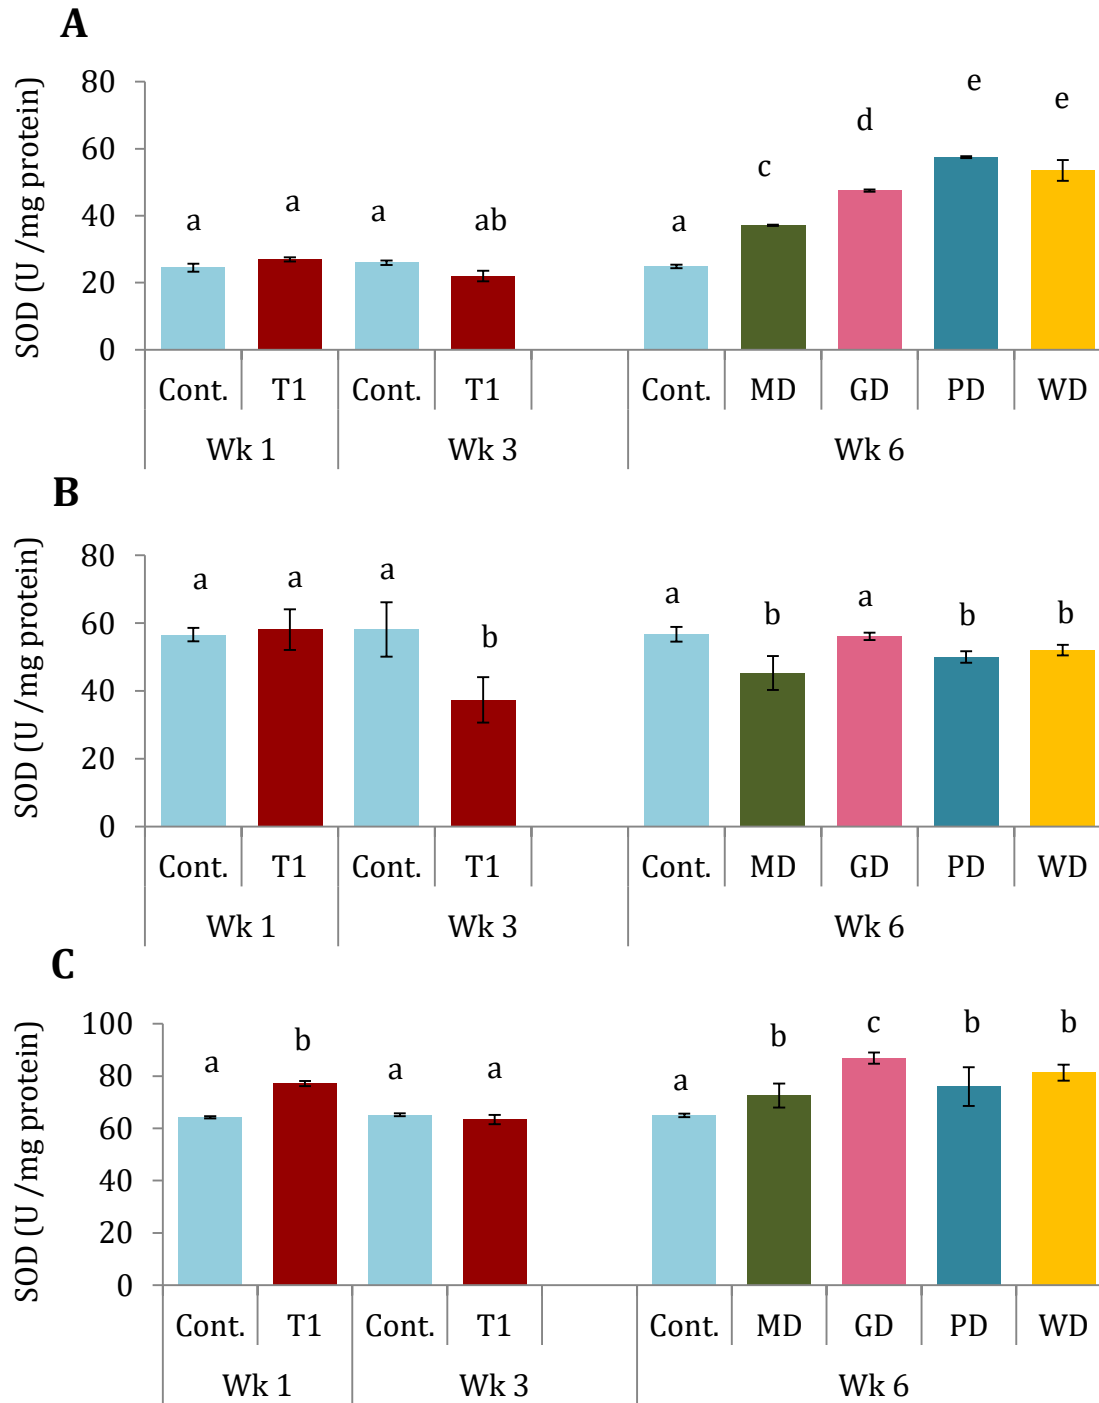 A
SOD (U /mg protein)
80
60
40
20
0
a
a
a
ab
a
c
d
e
e
Cont. T1 Cont. T1 Cont. MD GD PD WD
Wk 1 Wk 3 Wk 6
B
SOD (U /mg protein)
80
60
40
20
0
a
a
a
b
a
b
a
b
b
Cont. T1 Cont. T1 Cont. MD GD PD WD
Wk 1 Wk 3 Wk 6
C
SOD (U /mg protein)
100
80
60
40
20
0
a
b
a
a
a
b
c
b
b
Cont. T1 Cont. T1 Cont. MD GD PD WD
Wk 1 Wk 3 Wk 6